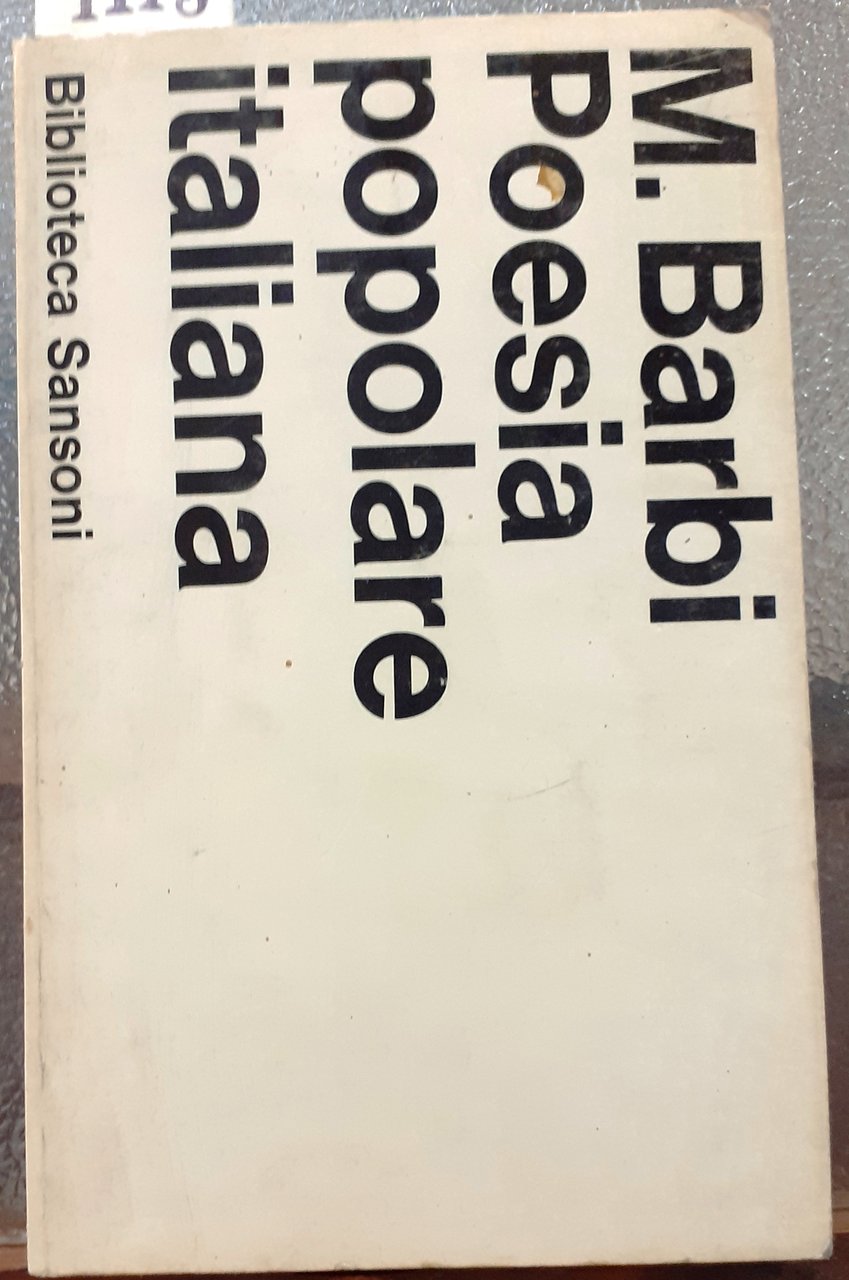 M. Barbi
Poesia
popolare
italiana
Biblioteca Sansoni